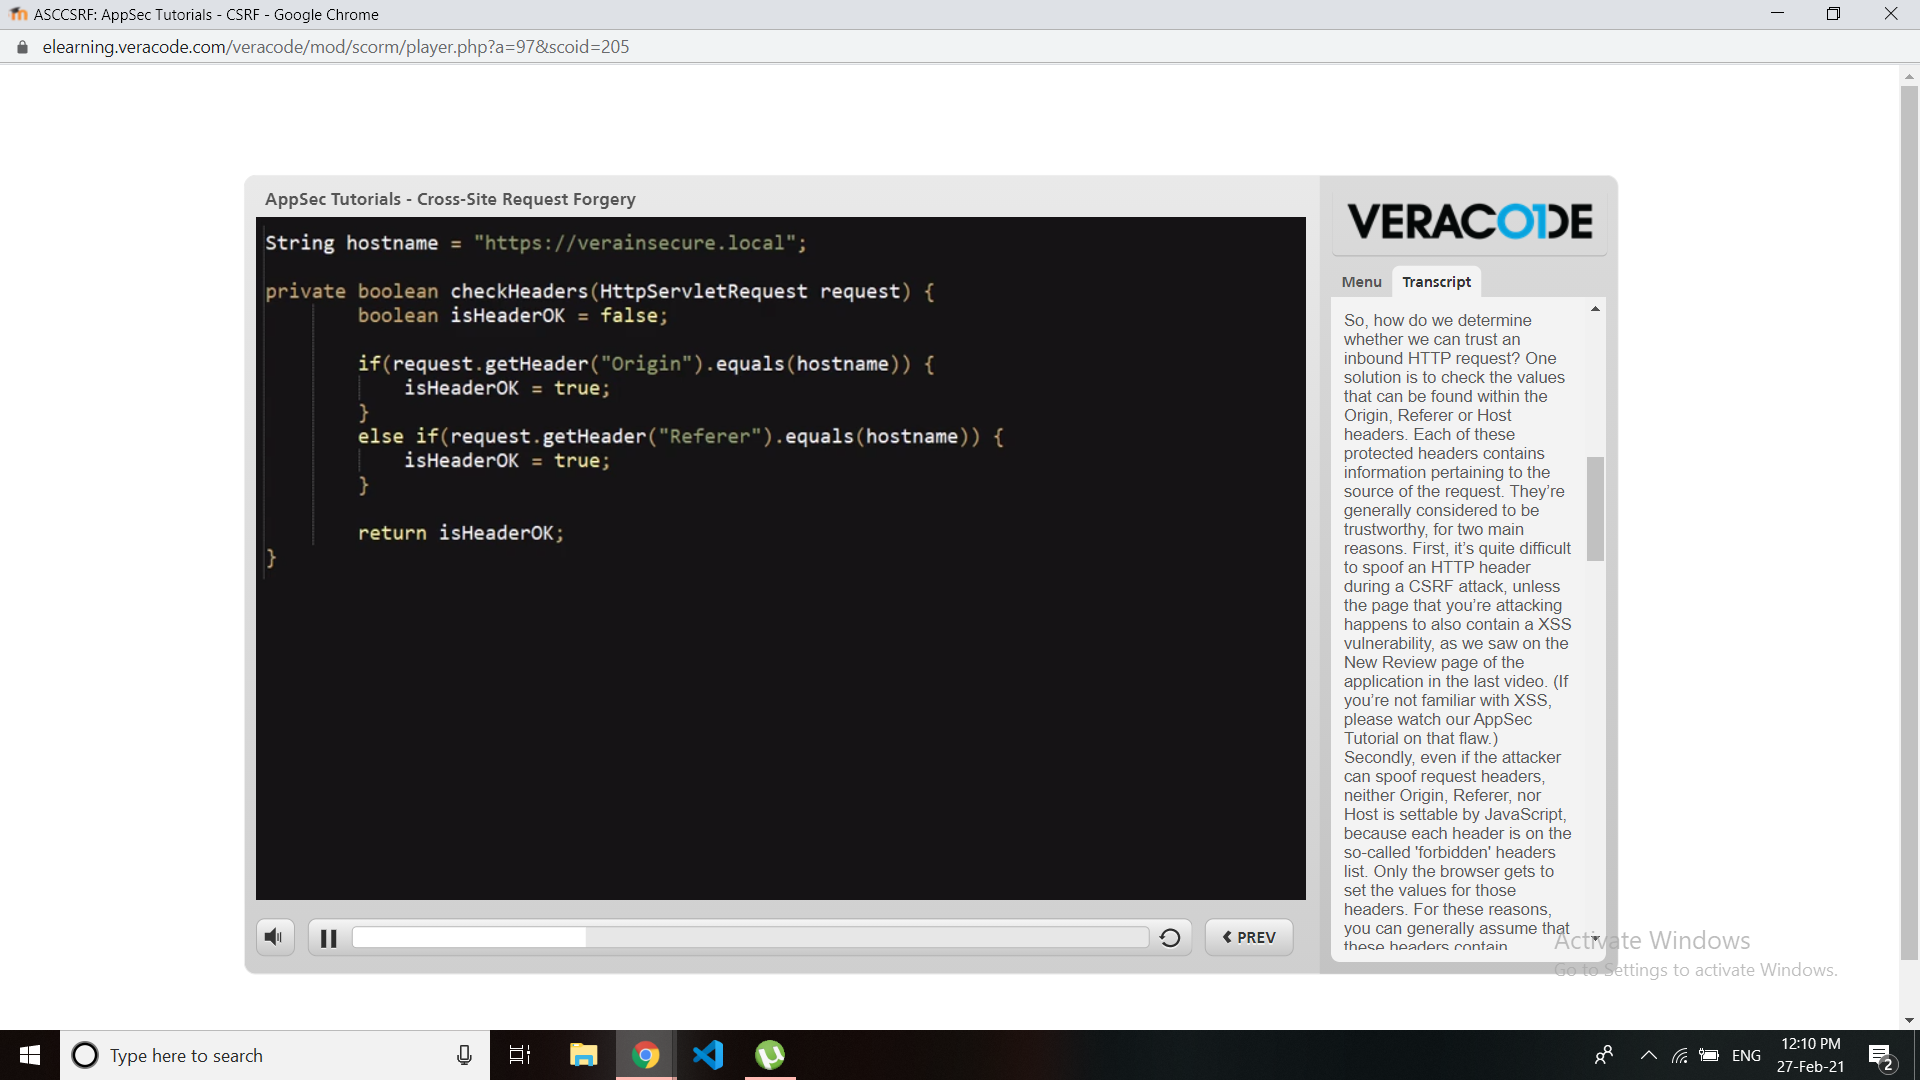 ASCCSRF: AppSec Tutorials - CSRF - Google Chrome
elearning.veracode.com/veracode/mod/scorm/player.php?a=97&scoid=205
AppSec Tutorials - Cross-Site Request Forgery
String hostname = "https://verainsecure.local";
private boolean checkHeaders(HttpServletRequest request) {
boolean isHeaderOK = false;
if(request.getHeader("Origin").equals(hostname)) {
isHeaderOK = true;
}
else if(request.getHeader("Referer").equals(hostname)) {
isHeaderOK = true;
}
return isHeaderOK;
}
PREV
VERACODE
Menu
Transcript
So, how do we determine
whether we can trust an
inbound HTTP request? One
solution is to check the values
that can be found within the
Origin, Referer or Host
headers. Each of these
protected headers contains
information pertaining to the
source of the request. They're
generally considered to be
trustworthy, for two main
reasons. First, it's quite difficult
to spoof an HTTP header
during a CSRF attack, unless
the page that you're attacking
happens to also contain a XSS
vulnerability, as we saw on the
New Review page of the
application in the last video. (If
you're not familiar with XSS,
please watch our AppSec
Tutorial on that flaw.)
Secondly, even if the attacker
can spoof request headers,
neither Origin, Referer, nor
Host is settable by JavaScript,
because each header is on the
so-called 'forbidden' headers
list. Only the browser gets to
set the values for those
headers. For these reasons,
you can generally assume that
these headers contain
Activate Windows
Go to Settings to activate Windows.
Type here to search
ENG
12:10 PM
27-Feb-21
2